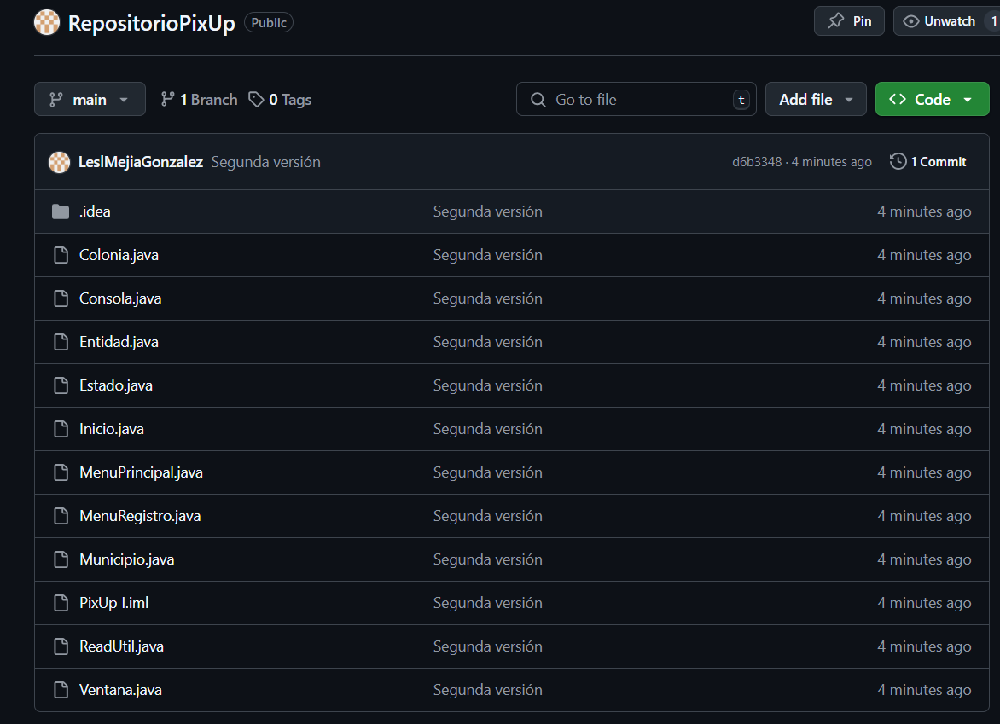 RepositorioPixUp Public Pin Unwatch 1
main 1 Branch 0 Tags Go to file t Add file Code
LeslMejiaGonzalez Segunda versión d6b3348 · 4 minutes ago 1 Commit
.idea Segunda versión 4 minutes ago
Colonia.java Segunda versión 4 minutes ago
Consola.java Segunda versión 4 minutes ago
Entidad.java Segunda versión 4 minutes ago
Estado.java Segunda versión 4 minutes ago
Inicio.java Segunda versión 4 minutes ago
MenuPrincipal.java Segunda versión 4 minutes ago
MenuRegistro.java Segunda versión 4 minutes ago
Municipio.java Segunda versión 4 minutes ago
PixUp I.iml Segunda versión 4 minutes ago
ReadUtil.java Segunda versión 4 minutes ago
Ventana.java Segunda versión 4 minutes ago